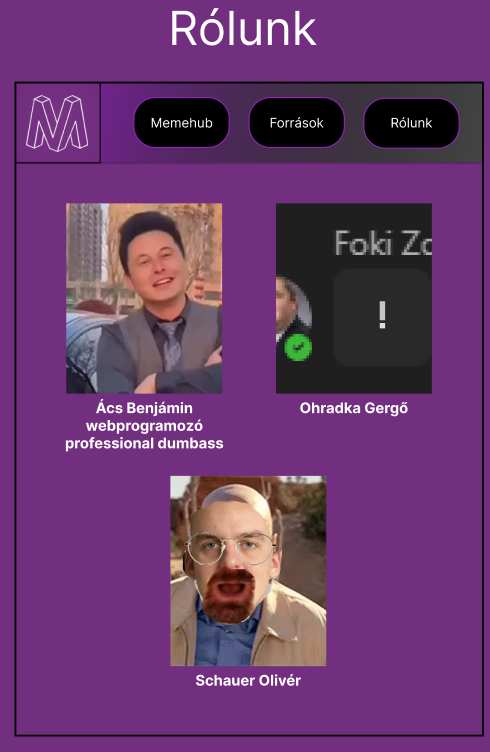 Rólunk
Memehub
Források
Rólunk
Foki Zo
!
Ács Benjámin
webprogramozó
professional dumbass
Ohradka Gergő
Schauer Olivér